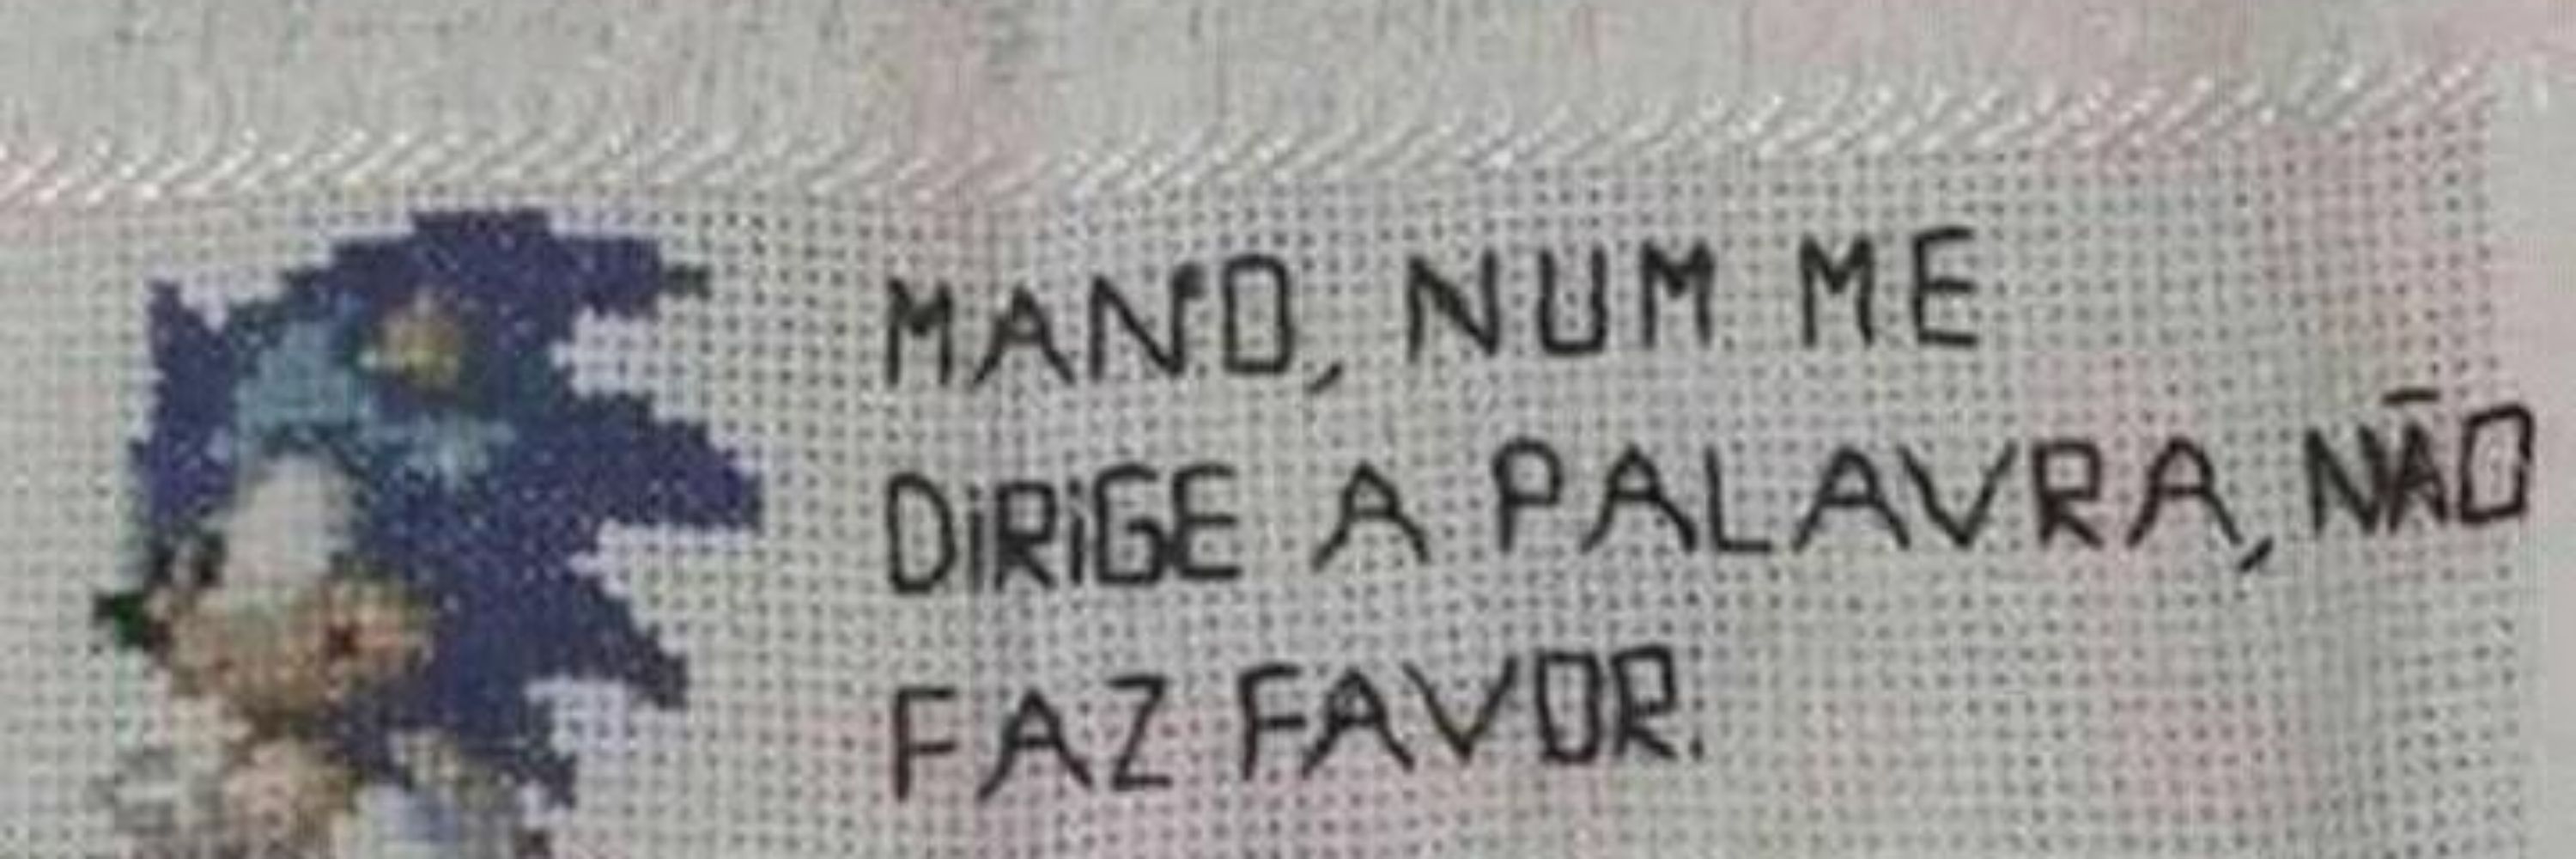 MANO, NUM ME
DiRiGE A PALAVRA, NÃO
FAZ FAVOR.